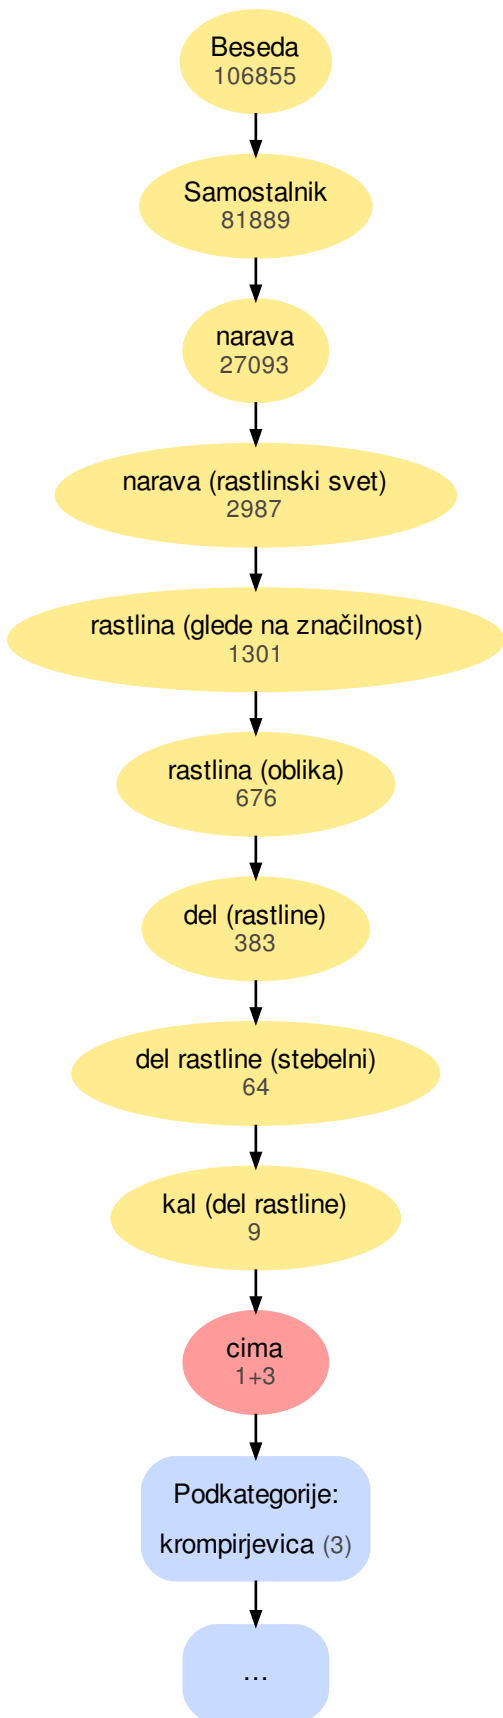 Beseda
106855
Samostalnik
81889
narava
27093
narava (rastlinski svet)
2987
rastlina (glede na značilnost)
1301
rastlina (oblika)
676
del (rastline)
383
del rastline (stebelni)
64
kal (del rastline)
9
cima
1+3
Podkategorije:
krompirjevica (3)
...